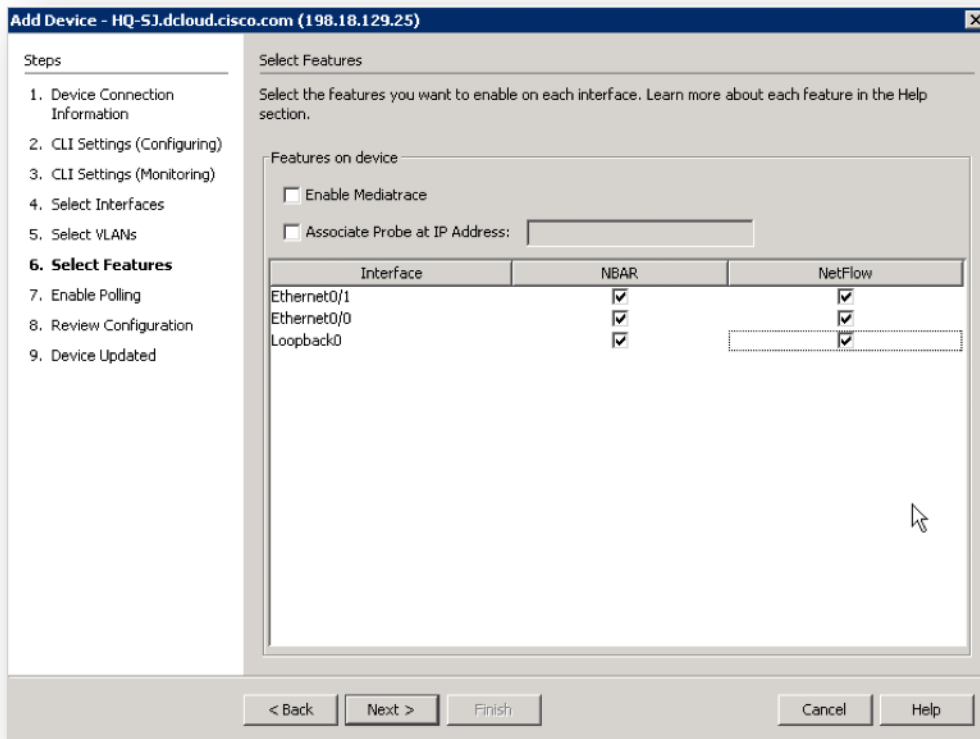 Add Device - HQ-SJ.dcloud.cisco.com (198.18.129.25)
Steps
1. Device Connection
Information
2. CLI Settings (Configuring)
3. CLI Settings (Monitoring)
4. Select Interfaces
5. Select VLANs
6. Select Features
7. Enable Polling
8. Review Configuration
9. Device Updated
Select Features
Select the features you want to enable on each interface. Learn more about each feature in the Help
section.
Features on device
Enable Mediatrace
Associate Probe at IP Address:
Interface NBAR NetFlow
Ethernet0/1
Ethernet0/0
Loopback0
< Back Next > Finish Cancel Help